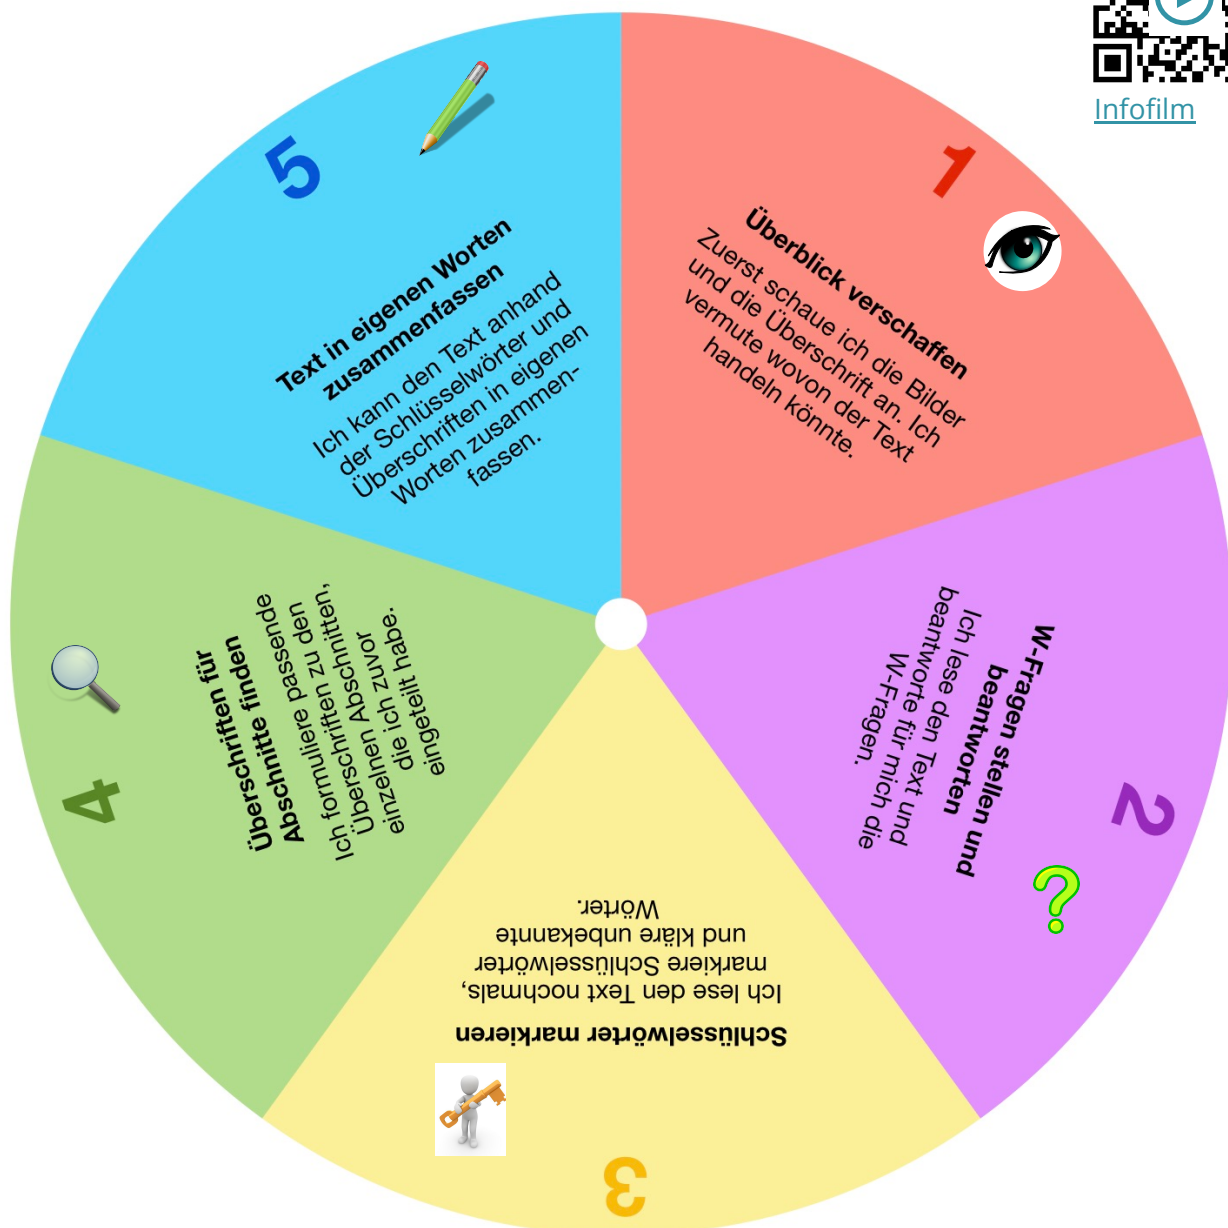 Infofilm
1
Überblick verschaffen
Zuerst schaue ich die Bilder
und die Überschrift an. Ich
vermute wovon der Text
handeln könnte.
2
W-Fragen stellen und
beantworten
Ich lese den Text und
beantworte für mich die
W-Fragen.
?
3
Schlüsselwörter markieren
Ich lese den Text nochmals,
markiere Schlüsselwörter
und kläre unbekannte
Wörter.
4
Überschriften für
Abschnitte finden
Ich formuliere passende
Überschriften zu den
einzelnen Abschnitten,
die ich zuvor
eingeteilt habe.
5
Text in eigenen Worten
zusammenfassen
Ich kann den Text anhand
der Schlüsselwörter und
Überschriften in eigenen
Worten zusammen-
fassen.